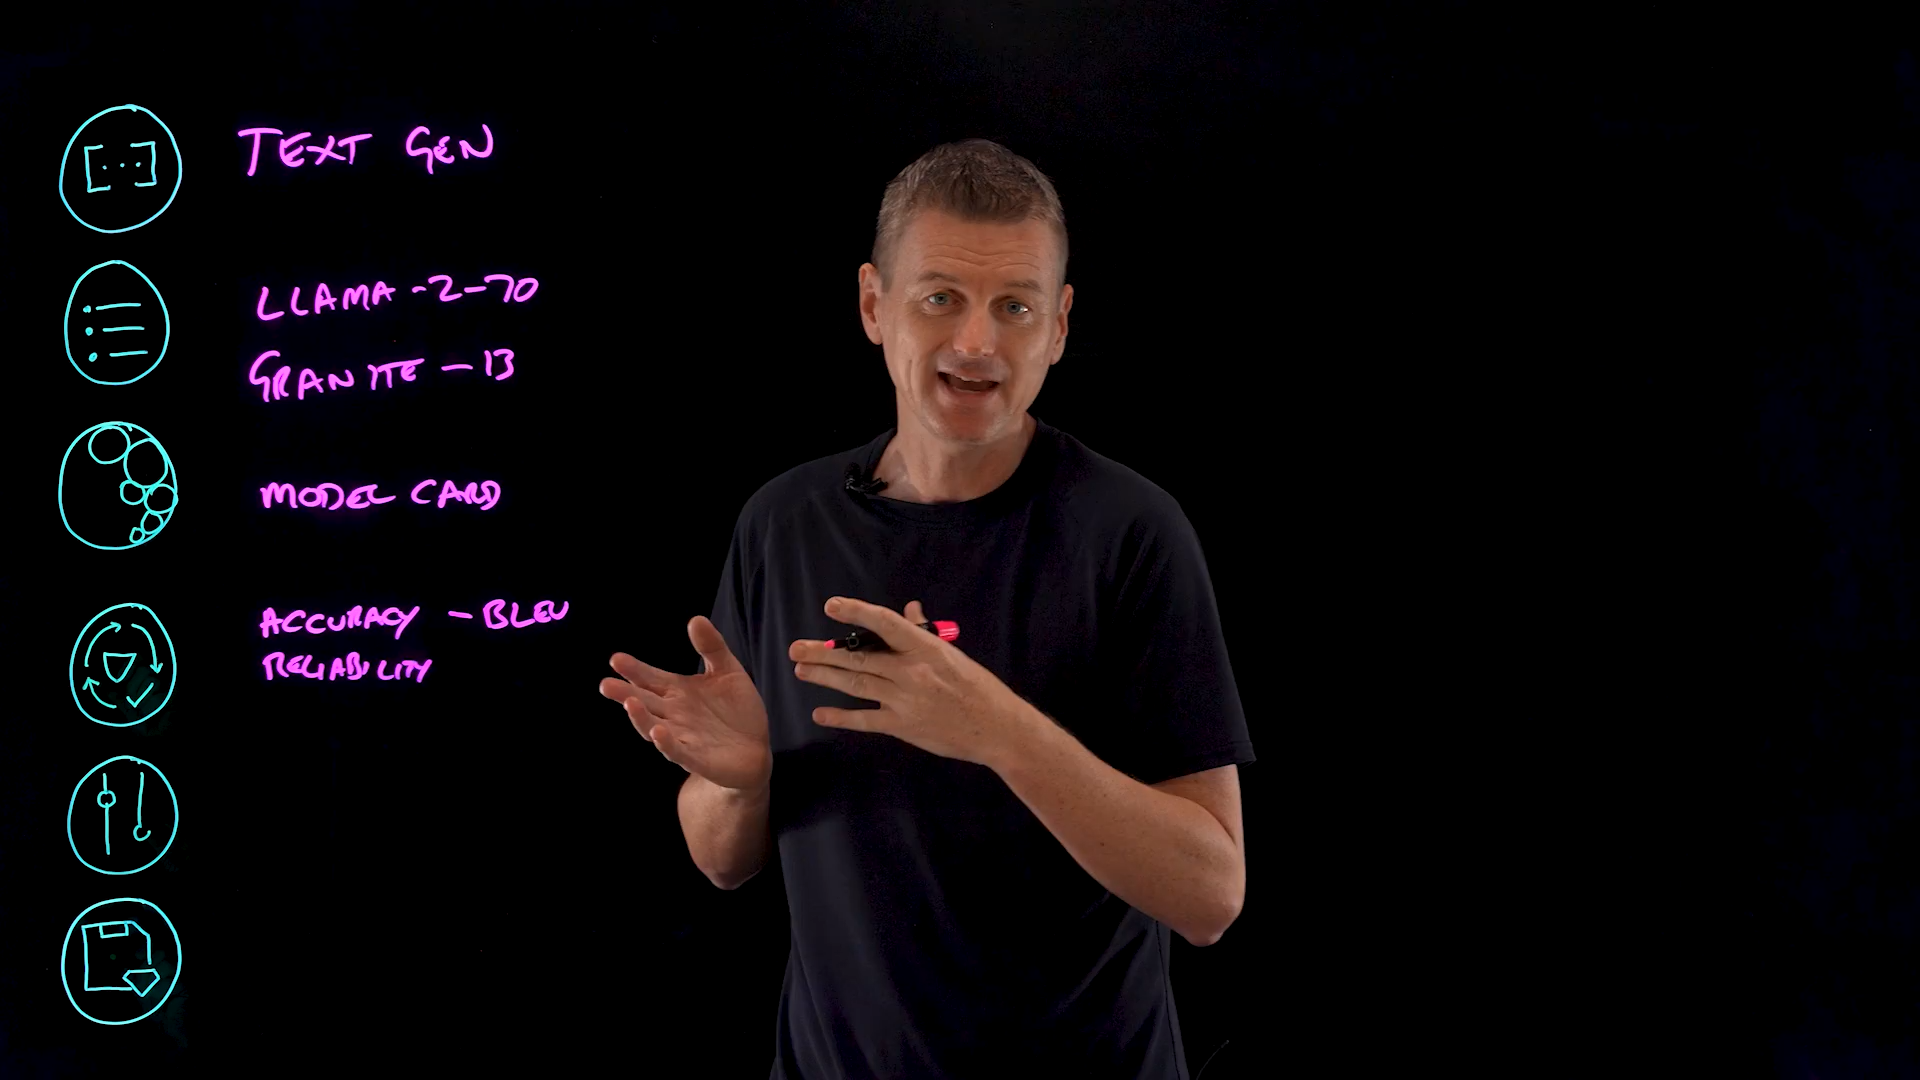 TEXT GEN
LLAMA-2-70
GRANITE-13
MODEL CARD
ACCURACY - BLEU
RELIABILITY